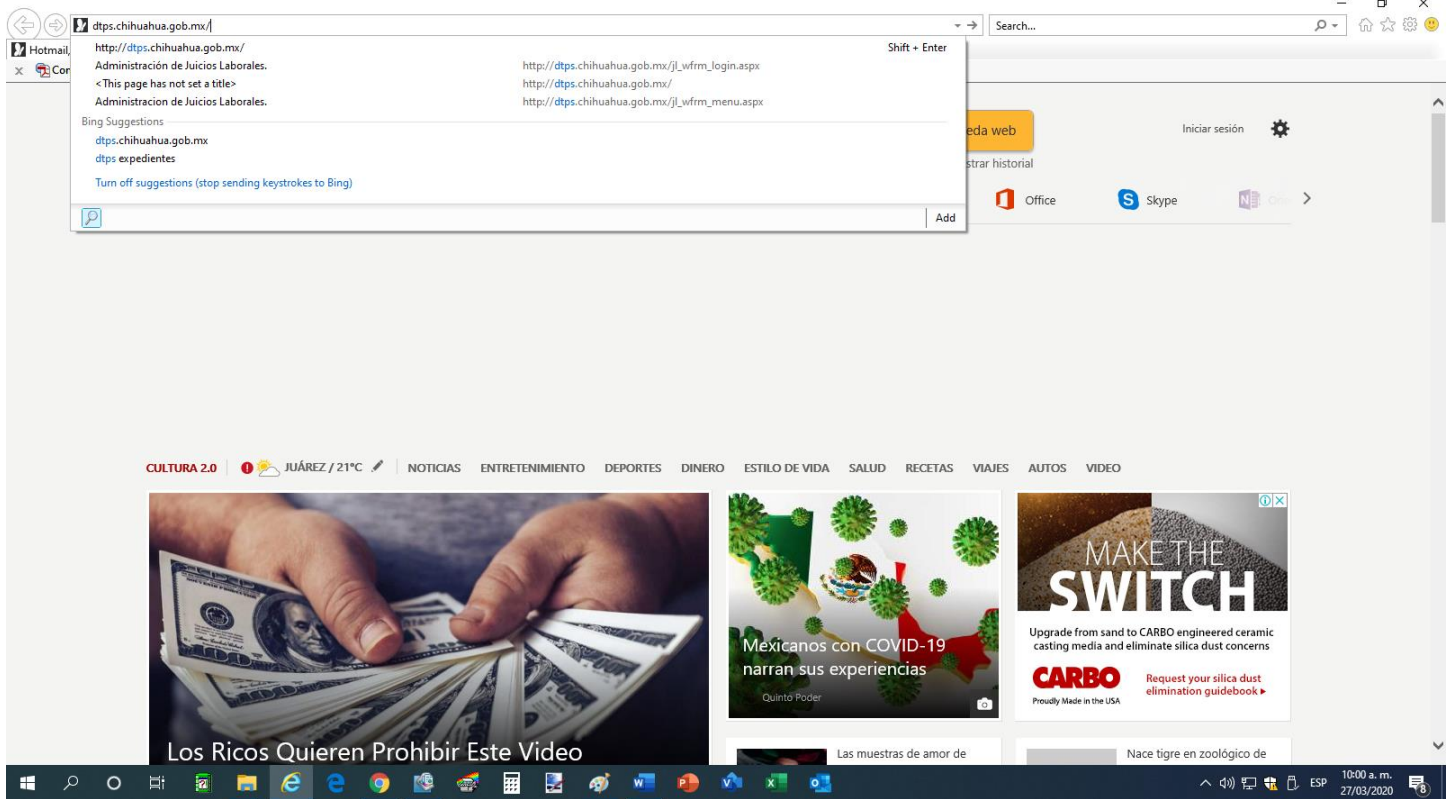 dtps.chihuahua.gob.mx/
Search...
Hotmail,
http://dtps.chihuahua.gob.mx/ Shift + Enter
x Cor
Administración de Juicios Laborales. http://dtps.chihuahua.gob.mx/jl_wfrm_login.aspx
<This page has not set a title> http://dtps.chihuahua.gob.mx/
Administracion de Juicios Laborales. http://dtps.chihuahua.gob.mx/jl_wfrm_menu.aspx
Bing Suggestions
dtps.chihuahua.gob.mx
dtps expedientes
Turn off suggestions (stop sending keystrokes to Bing)
Add
eda web
Iniciar sesión
strar historial
Office
Skype
CULTURA 2.0 JUÁREZ / 21°C NOTICIAS ENTRETENIMIENTO DEPORTES DINERO ESTILO DE VIDA SALUD RECETAS VIAJES AUTOS VIDEO
Los Ricos Quieren Prohibir Este Video
Mexicanos con COVID-19
narran sus experiencias
Quinto Poder
MAKE THE
SWITCH
Upgrade from sand to CARBO engineered ceramic
casting media and eliminate silica dust concerns
CARBO
Proudly Made in the USA
Request your silica dust
elimination guidebook
Las muestras de amor de
Nace tigre en zoológico de
ESP
10:00 a. m.
27/03/2020
8